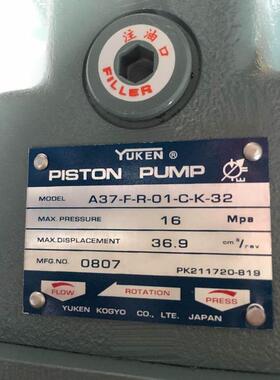 注油口
FILLER
YUKEN ®
PISTON PUMP
MODEL A37-F-R-01-C-K-32
MAX. PRESSURE 16 Mpa
MAX. DISPLACEMENT 36.9 cm³/rev
MFG. NO. 0807 PK211720-819
FLOW ROTATION PRESS
YUKEN KOGYO CO., LTE. JAPAN